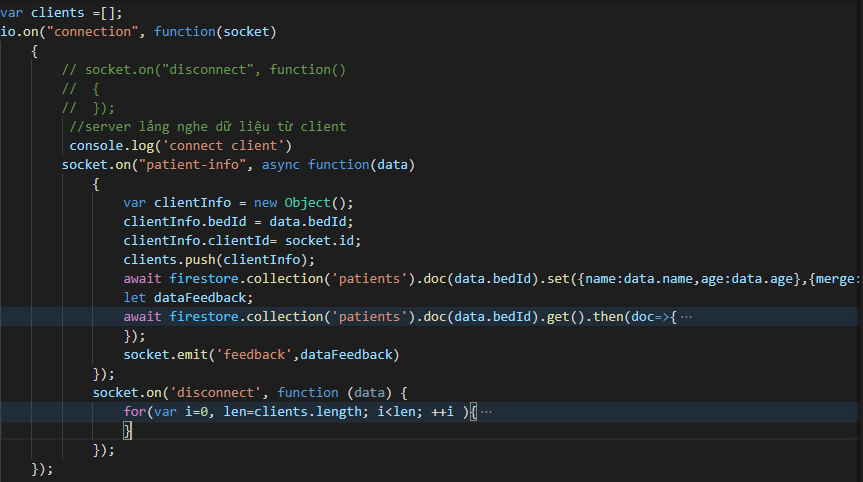 var clients =[];
io.on("connection", function(socket)
{
// socket.on("disconnect", function()
// {
// });
//server lắng nghe dữ liệu từ client
console.log('connect client')
socket.on("patient-info", async function(data)
{
var clientInfo = new Object();
clientInfo.bedId = data.bedId;
clientInfo.clientId= socket.id;
clients.push(clientInfo);
await firestore.collection('patients').doc(data.bedId).set({name:data.name,age:data.age},{merge:
let dataFeedback;
await firestore.collection('patients').doc(data.bedId).get().then(doc=>{ ⋯
});
socket.emit('feedback',dataFeedback)
});
socket.on('disconnect', function (data) {
for(var i=0, len=clients.length; i<len; ++i ){ ⋯
}
});
});